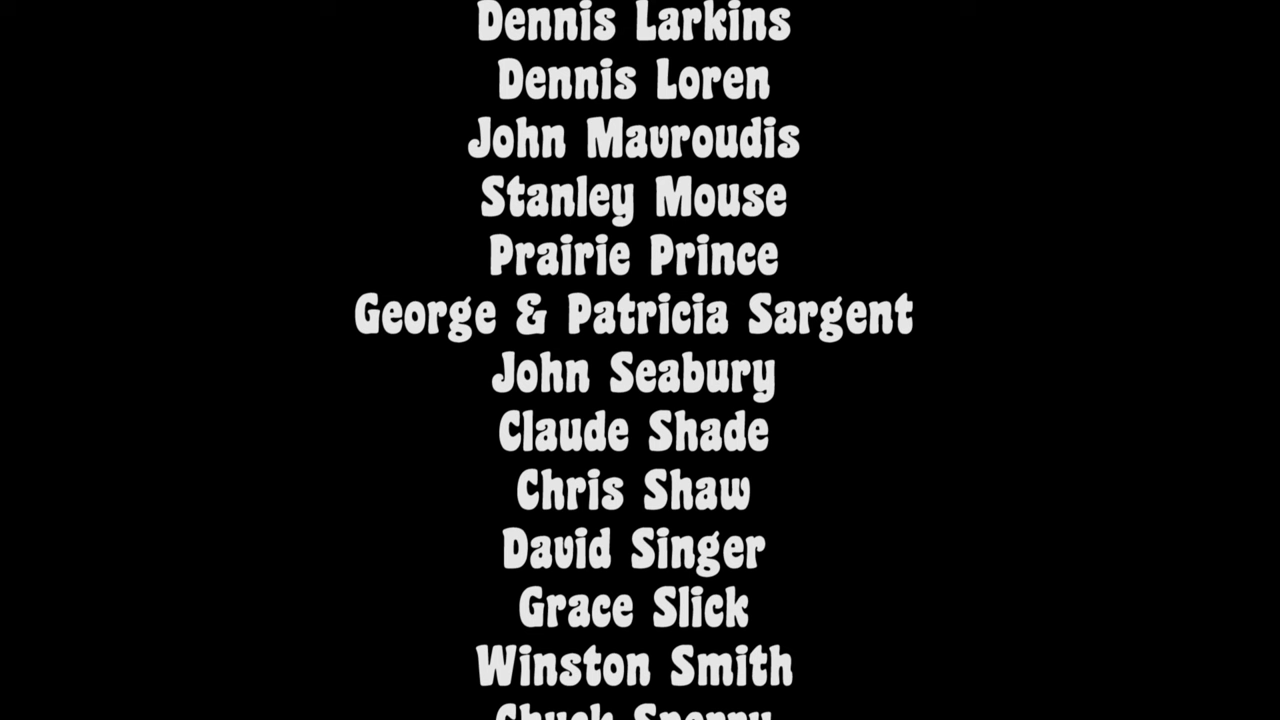 Dennis Larkins
Dennis Loren
John Mavroudis
Stanley Mouse
Prairie Prince
George & Patricia Sargent
John Seabury
Claude Shade
Chris Shaw
David Singer
Grace Slick
Winston Smith
Chuck Sperry